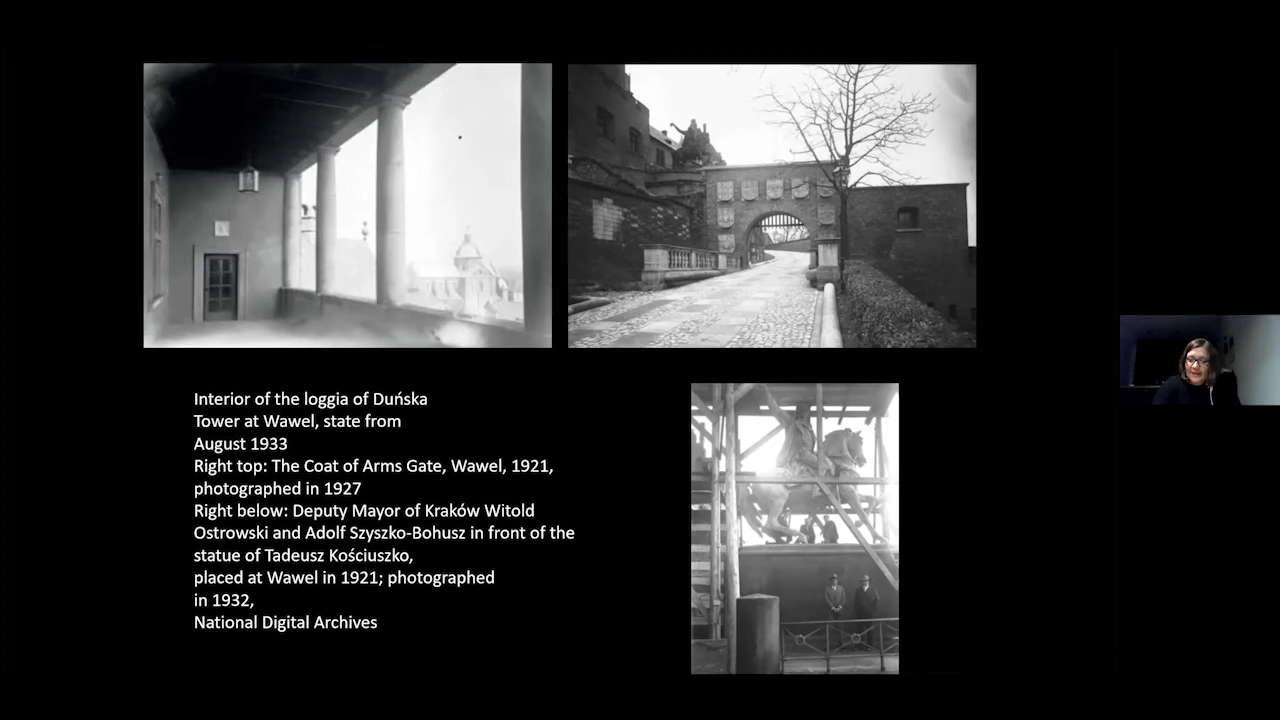 Interior of the loggia of Duńska
Tower at Wawel, state from
August 1933
Right top: The Coat of Arms Gate, Wawel, 1921,
photographed in 1927
Right below: Deputy Mayor of Kraków Witold
Ostrowski and Adolf Szyszko-Bohusz in front of the
statue of Tadeusz Kościuszko,
placed at Wawel in 1921; photographed
in 1932,
National Digital Archives